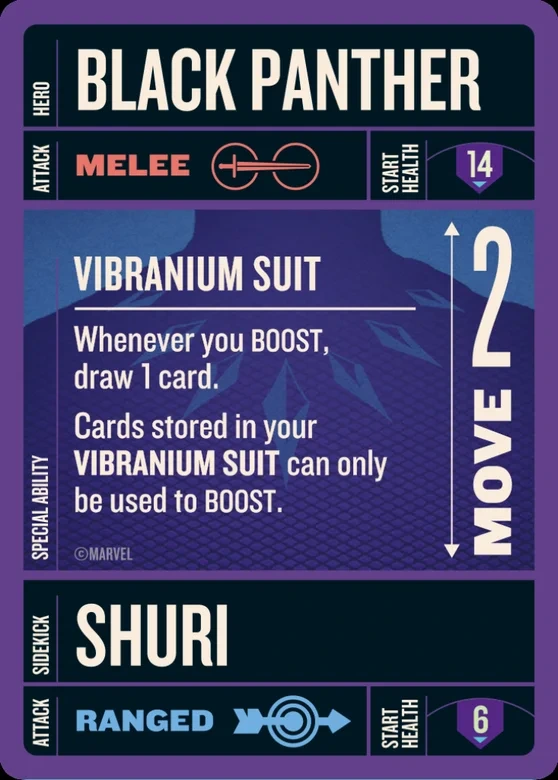 HERO
BLACK PANTHER
ATTACK
MELEE
START
HEALTH
14
SPECIAL ABILITY
VIBRANIUM SUIT
Whenever you BOOST,
draw 1 card.
Cards stored in your
VIBRANIUM SUIT can only
be used to BOOST.
©MARVEL
MOVE 2
SIDEKICK
SHURI
ATTACK
RANGED
START
HEALTH
6